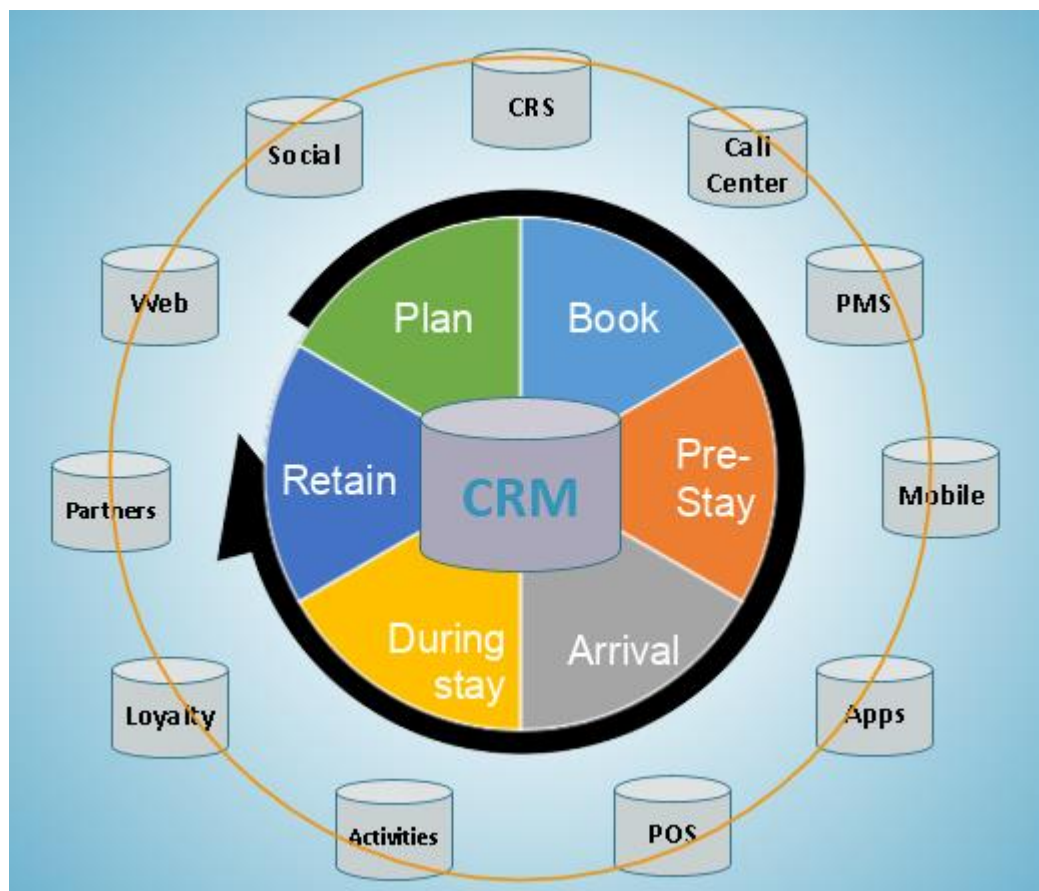 CRS
Social
Call
Center
Web
PMS
Plan
Book
Retain
CRM
Pre-
Stay
Partners
Mobile
During
stay
Arrival
Loyalty
Apps
Activities
POS